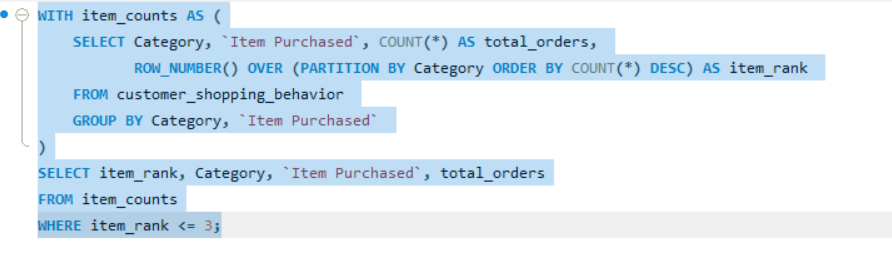 WITH item_counts AS (
    SELECT Category, `Item Purchased`, COUNT(*) AS total_orders,
           ROW_NUMBER() OVER (PARTITION BY Category ORDER BY COUNT(*) DESC) AS item_rank
    FROM customer_shopping_behavior
    GROUP BY Category, `Item Purchased`
)
SELECT item_rank, Category, `Item Purchased`, total_orders
FROM item_counts
WHERE item_rank <= 3;